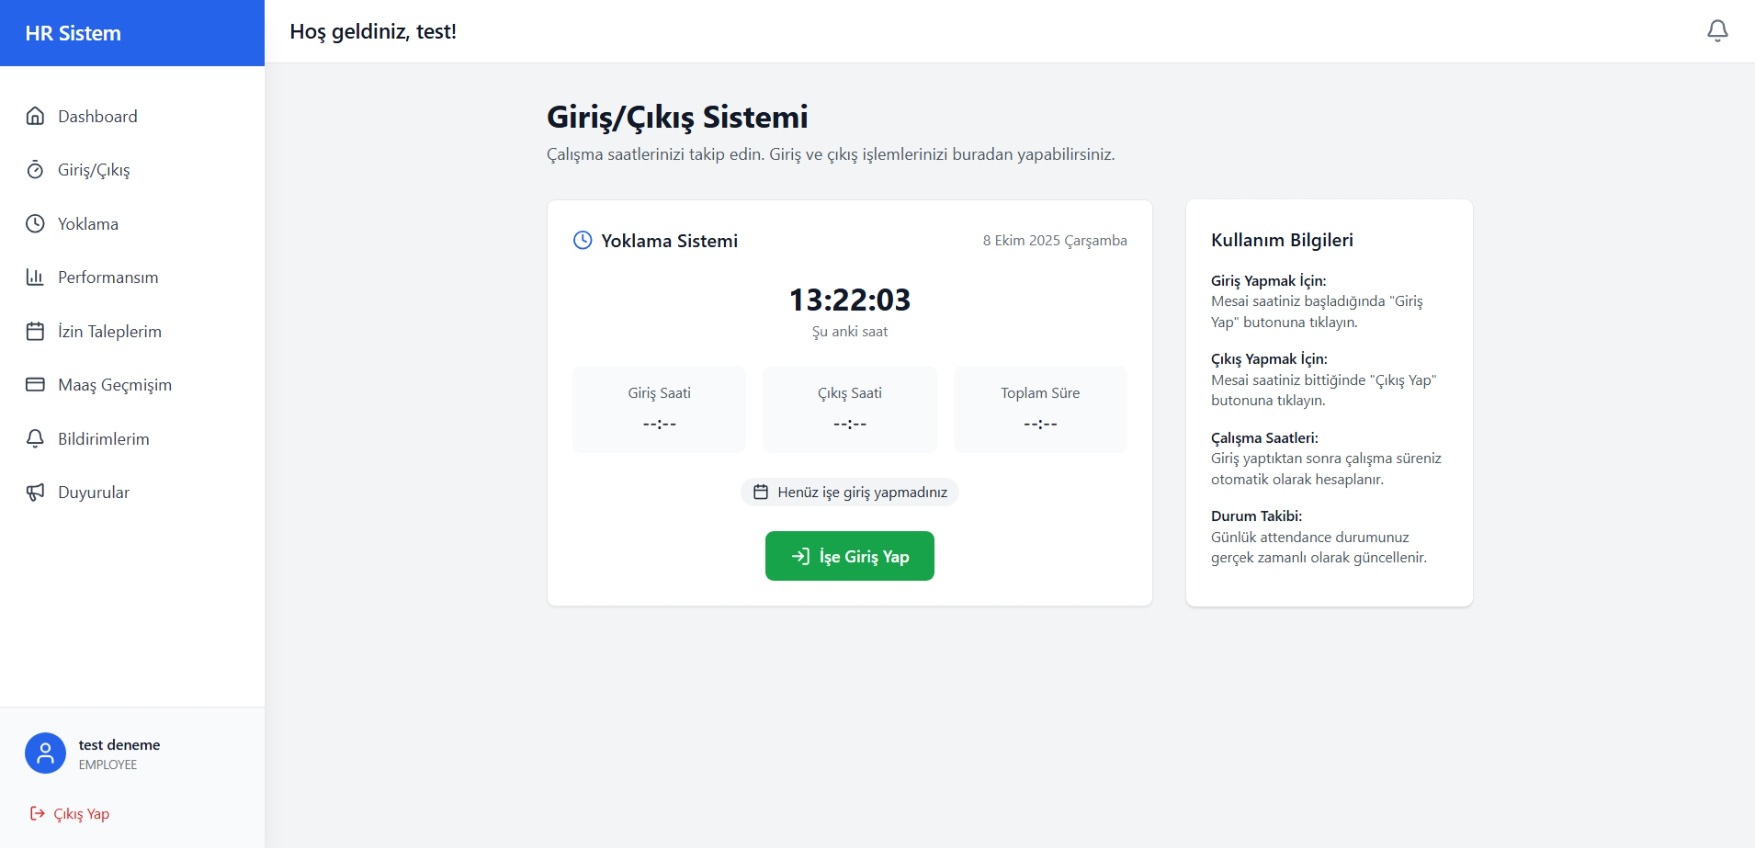 HR Sistem
Hoş geldiniz, test!
Dashboard
Giriş/Çıkış
Yoklama
Performansım
İzin Taleplerim
Maaş Geçmişim
Bildirimlerim
Duyurular
test deneme
EMPLOYEE
Çıkış Yap
Giriş/Çıkış Sistemi
Çalışma saatlerinizi takip edin. Giriş ve çıkış işlemlerinizi buradan yapabilirsiniz.
Yoklama Sistemi
8 Ekim 2025 Çarşamba
13:22:03
Şu anki saat
Giriş Saati
--:--
Çıkış Saati
--:--
Toplam Süre
--:--
Henüz işe giriş yapmadınız
İşe Giriş Yap
Kullanım Bilgileri
Giriş Yapmak İçin:
Mesai saatiniz başladığında "Giriş
Yap" butonuna tıklayın.
Çıkış Yapmak İçin:
Mesai saatiniz bittiğinde "Çıkış Yap"
butonuna tıklayın.
Çalışma Saatleri:
Giriş yaptıktan sonra çalışma süreniz
otomatik olarak hesaplanır.
Durum Takibi:
Günlük attendance durumunuz
gerçek zamanlı olarak güncellenir.